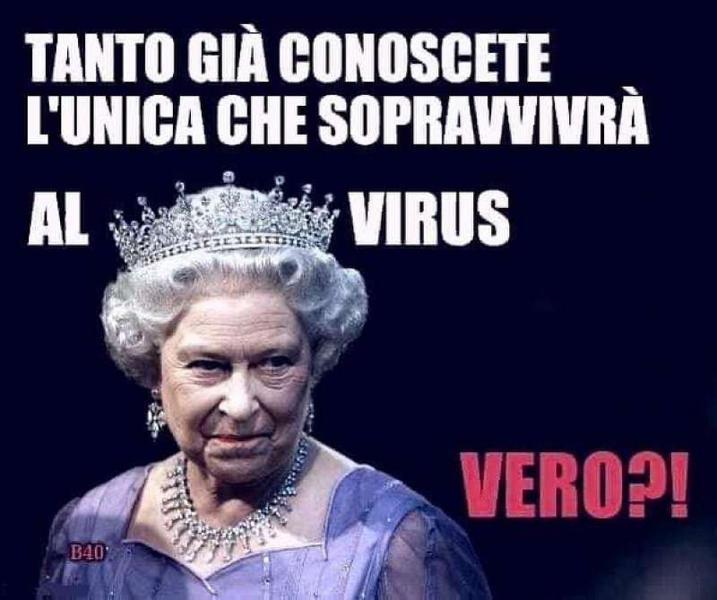 TANTO GIÀ CONOSCETE
L'UNICA CHE SOPRAVVIVRÀ
AL VIRUS
VERO?!
B40